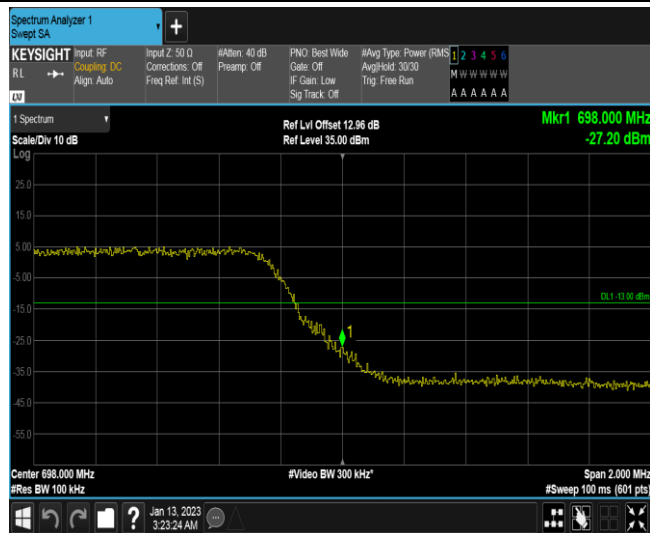 Spectrum Analyzer 1
Swept SA
KEYSIGHT
RL
LXI
Input: RF
Coupling: DC
Align: Auto
Input Z: 50 Ω
Corrections: Off
Freq Ref: Int (S)
#Atten: 40 dB
Preamp: Off
PNO: Best Wide
Gate: Off
IF Gain: Low
Sig Track: Off
#Avg Type: Power (RMS
Avg|Hold: 30/30
Trig: Free Run
1 2 3 4 5 6
M W W W W W
A A A A A A
1 Spectrum
Scale/Div 10 dB
Ref Lvl Offset 12.96 dB
Ref Level 35.00 dBm
Mkr1 698.000 MHz
-27.20 dBm
Log
25.0
15.0
5.00
-5.00
DL1 -13.00 dBm
-15.0
1
-25.0
-35.0
-45.0
-55.0
Center 698.000 MHz
#Video BW 300 kHz*
Span 2.000 MHz
#Res BW 100 kHz
#Sweep 100 ms (601 pts)
?
Jan 13, 2023
3:23:24 AM